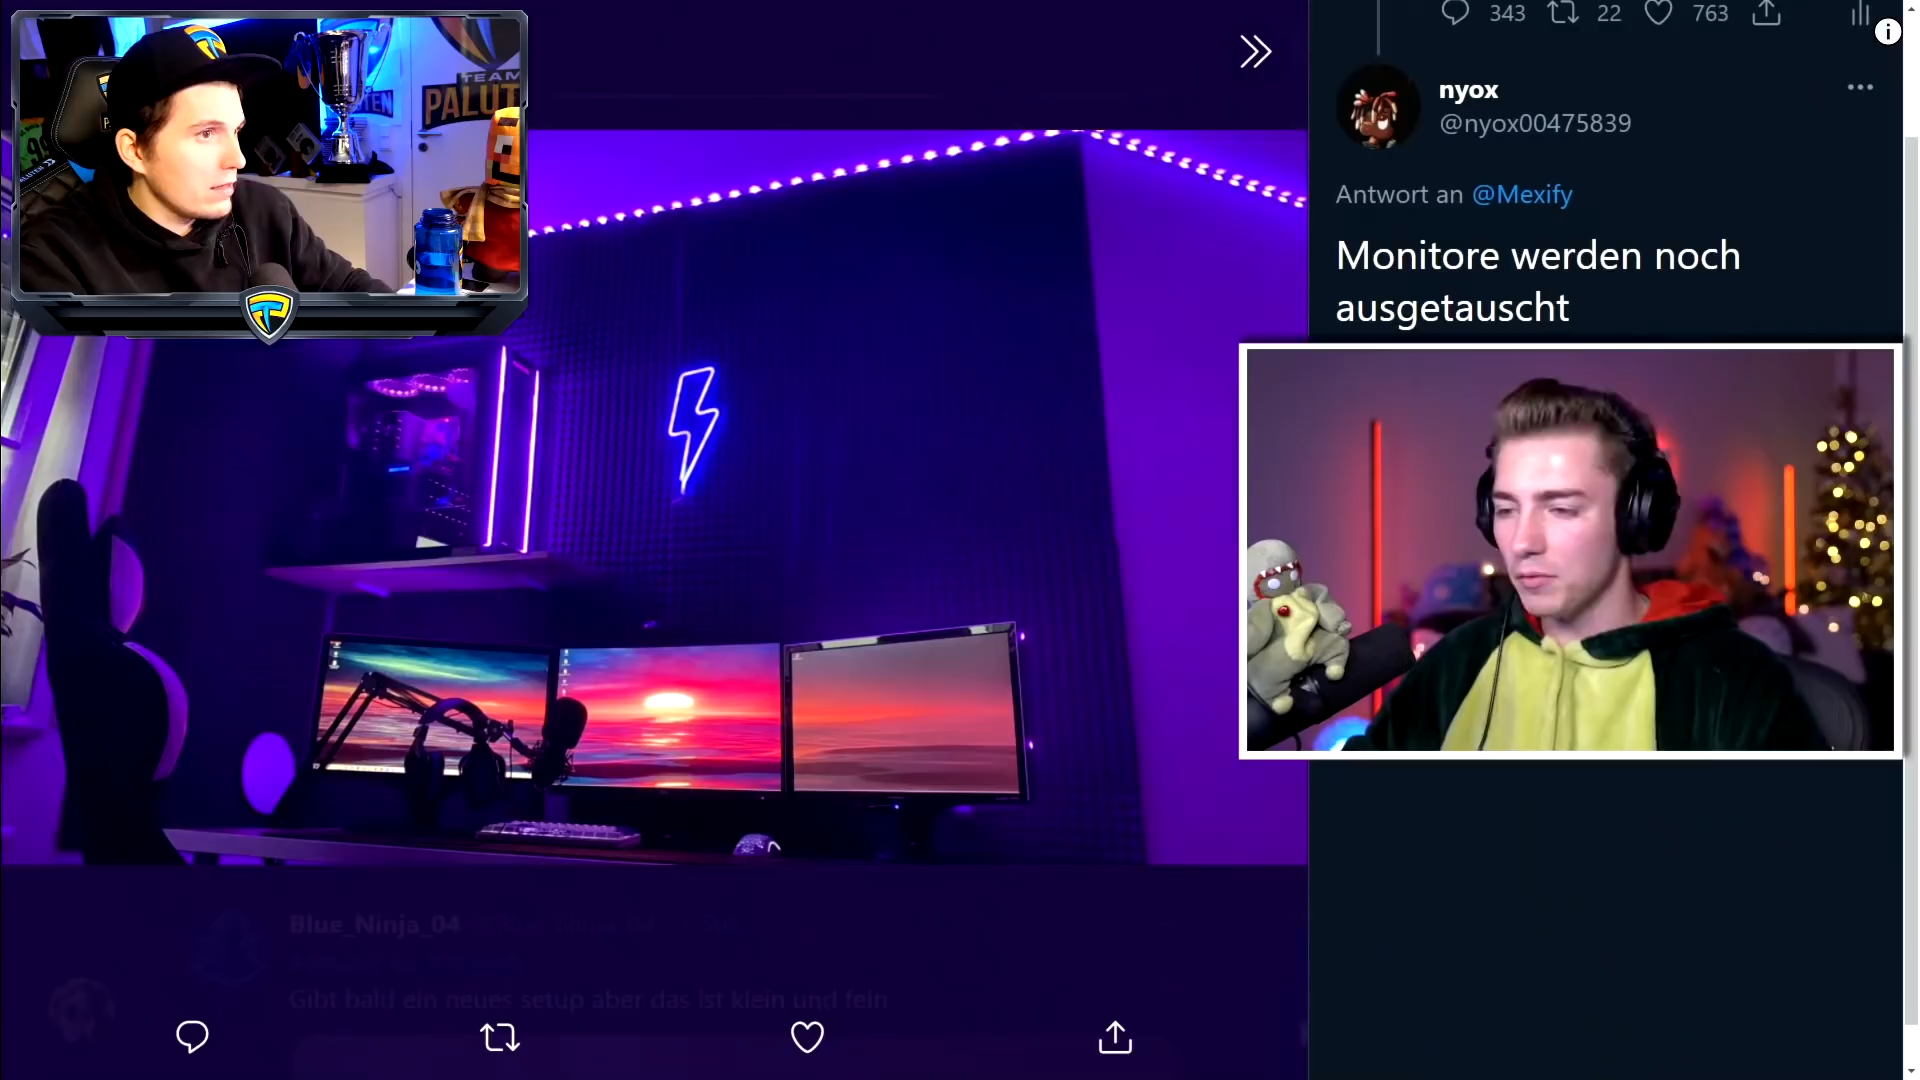 TEAM
PALUT
343 22 763
nyox
@nyox00475839
Antwort an @Mexify
Monitore werden noch
ausgetauscht
Blue_Ninja_04
Gibt bald ein neues setup aber das ist klein und fein